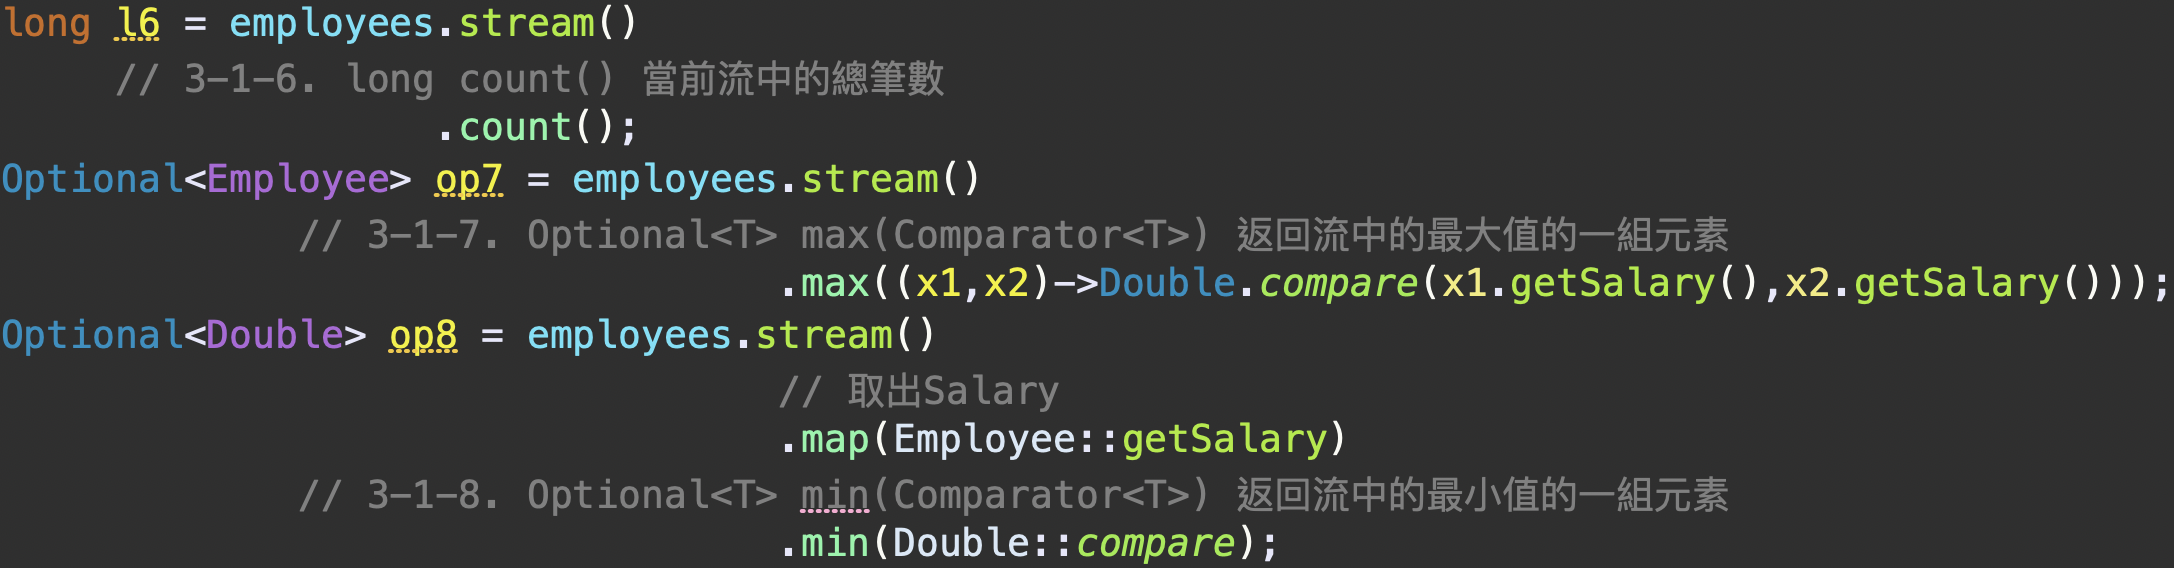 long l6 = employees.stream()
// 3-1-6. long count() 當前流中的總筆數
.count();
Optional<Employee> op7 = employees.stream()
// 3-1-7. Optional<T> max(Comparator<T>) 返回流中的最大值的一組元素
.max((x1,x2)->Double.compare(x1.getSalary(),x2.getSalary()));
Optional<Double> op8 = employees.stream()
// 取出Salary
.map(Employee::getSalary)
// 3-1-8. Optional<T> min(Comparator<T>) 返回流中的最小值的一組元素
.min(Double::compare);